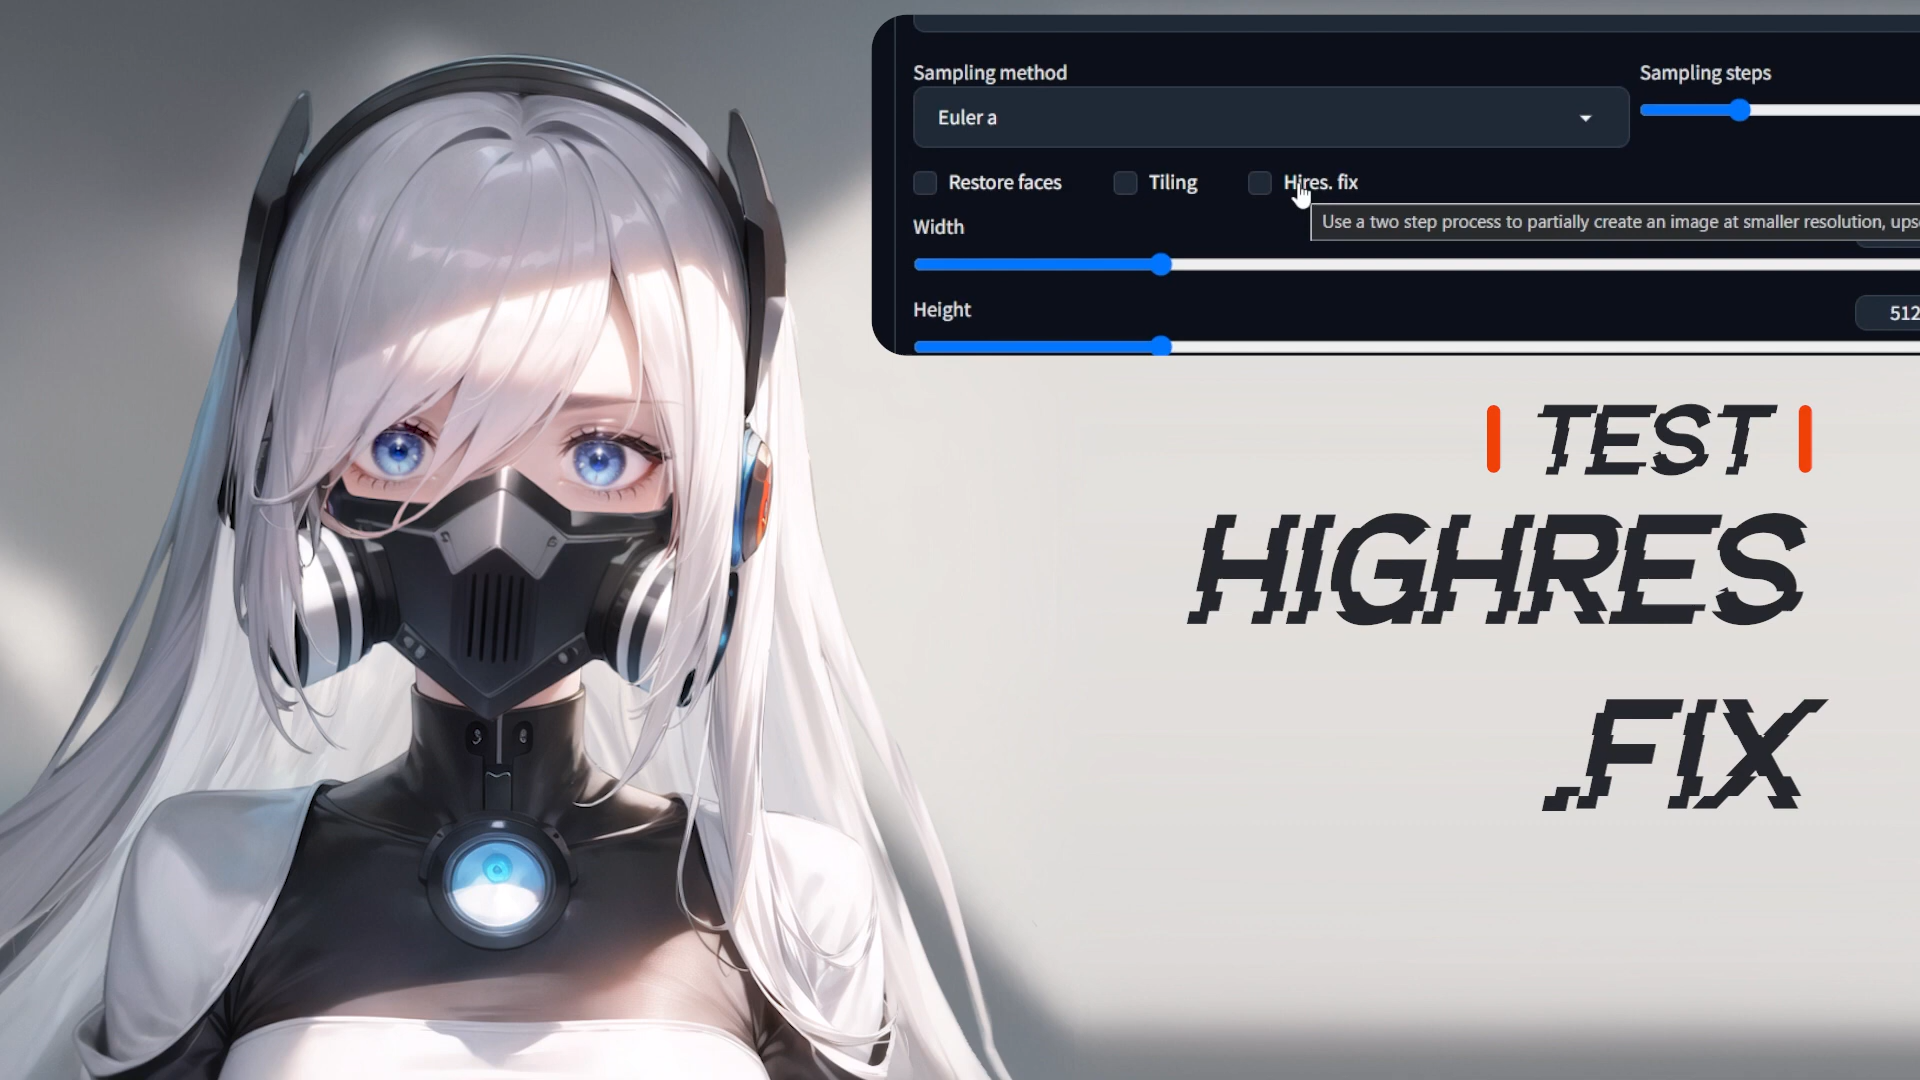 Sampling method
Sampling steps
Euler a
Restore faces
Tiling
Hires. fix
Use a two step process to partially create an image at smaller resolution,
Width
Height
512
TEST
HIGHRES
.FIX